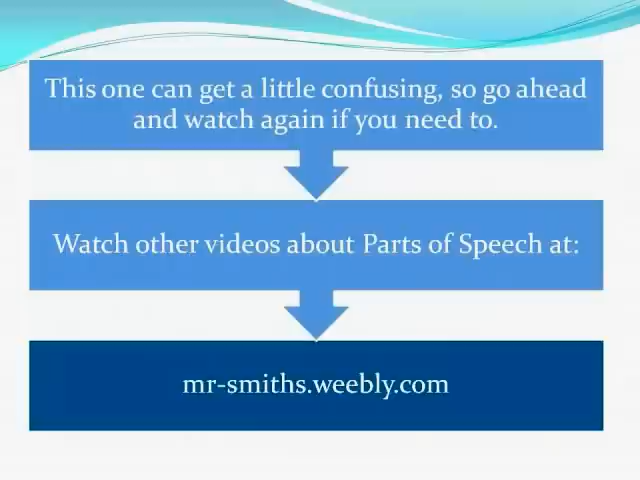 This one can get a little confusing, so go ahead
and watch again if you need to.
Watch other videos about Parts of Speech at:
mr-smiths.weebly.com